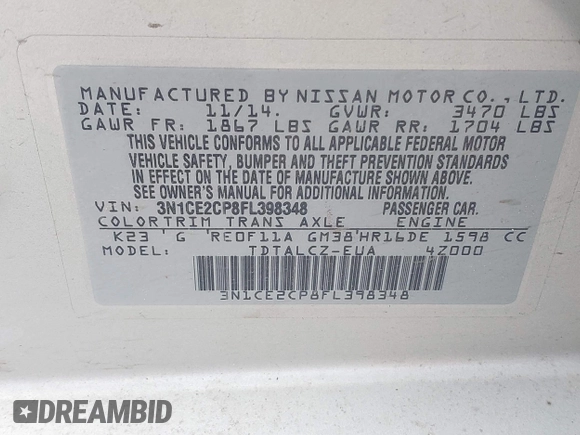 MANUFACTURED BY NISSAN MOTOR CO., LTD.
DATE: 11/14. GVWR: 3470 LBS
GAWR FR: 1867 LBS GAWR RR: 1704 LBS
THIS VEHICLE CONFORMS TO ALL APPLICABLE FEDERAL MOTOR
VEHICLE SAFETY, BUMPER AND THEFT PREVENTION STANDARDS
IN EFFECT ON THE DATE OF MANUFACTURE SHOWN ABOVE.
SEE OWNER'S MANUAL FOR ADDITIONAL INFORMATION.
VIN: 3N1CE2CP8FL398348 PASSENGER CAR.
COLOR TRIM TRANS AXLE ENGINE
K23 'G 'RE0F11A GM38'HR16DE 1598 CC
MODEL: TDTALCZ-EUA 4Z000
3N1CE2CP8FL398348
DREAMBID